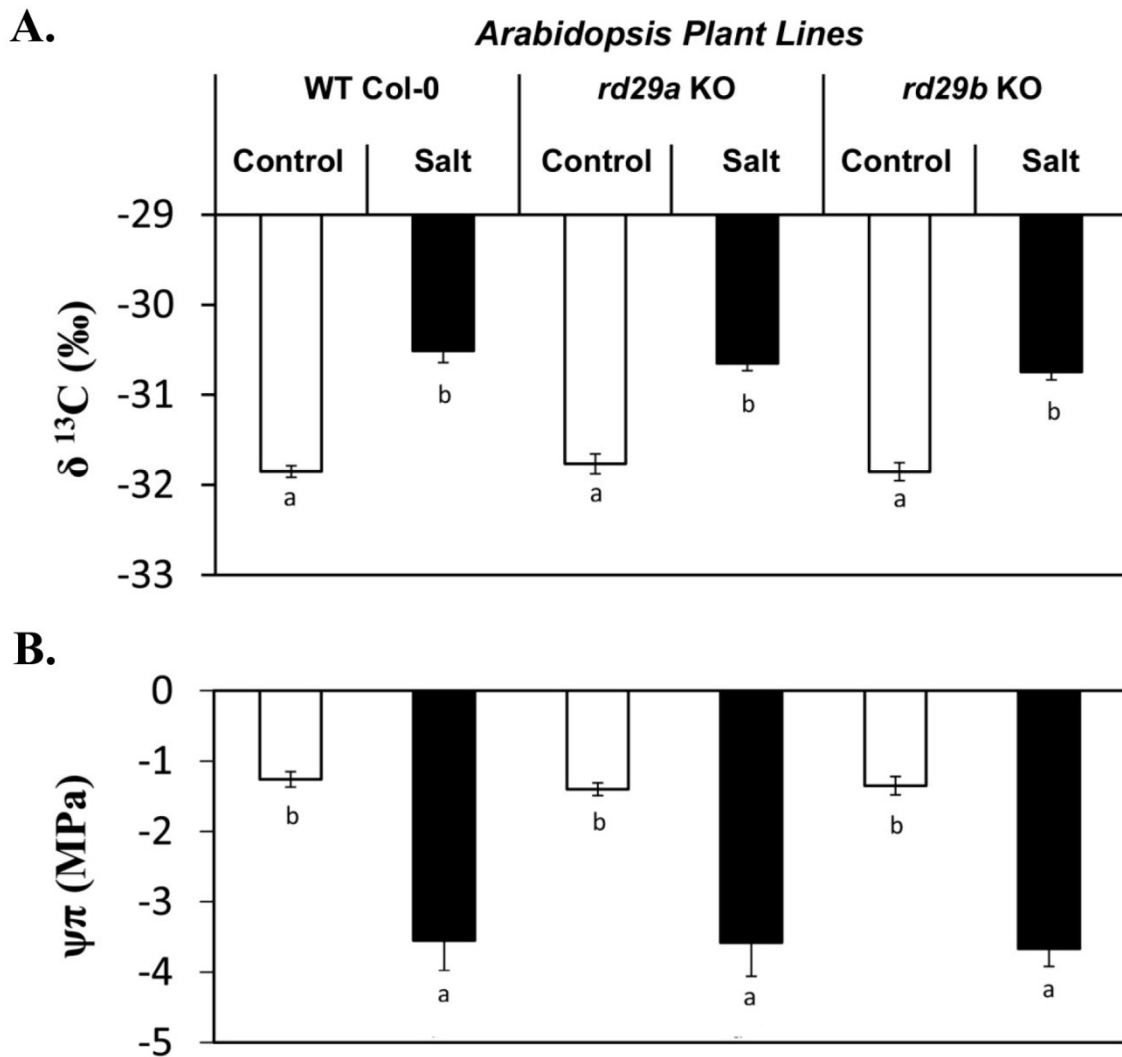 A.
Arabidopsis Plant Lines
WT Col-0 rd29a KO rd29b KO
Control Salt Control Salt Control Salt
-29
-30
-31
-32
-33
δ ¹³C (‰)
b b b
a a a
B.
0
-1
-2
-3
-4
-5
ψπ (MPa)
b b b
a a a